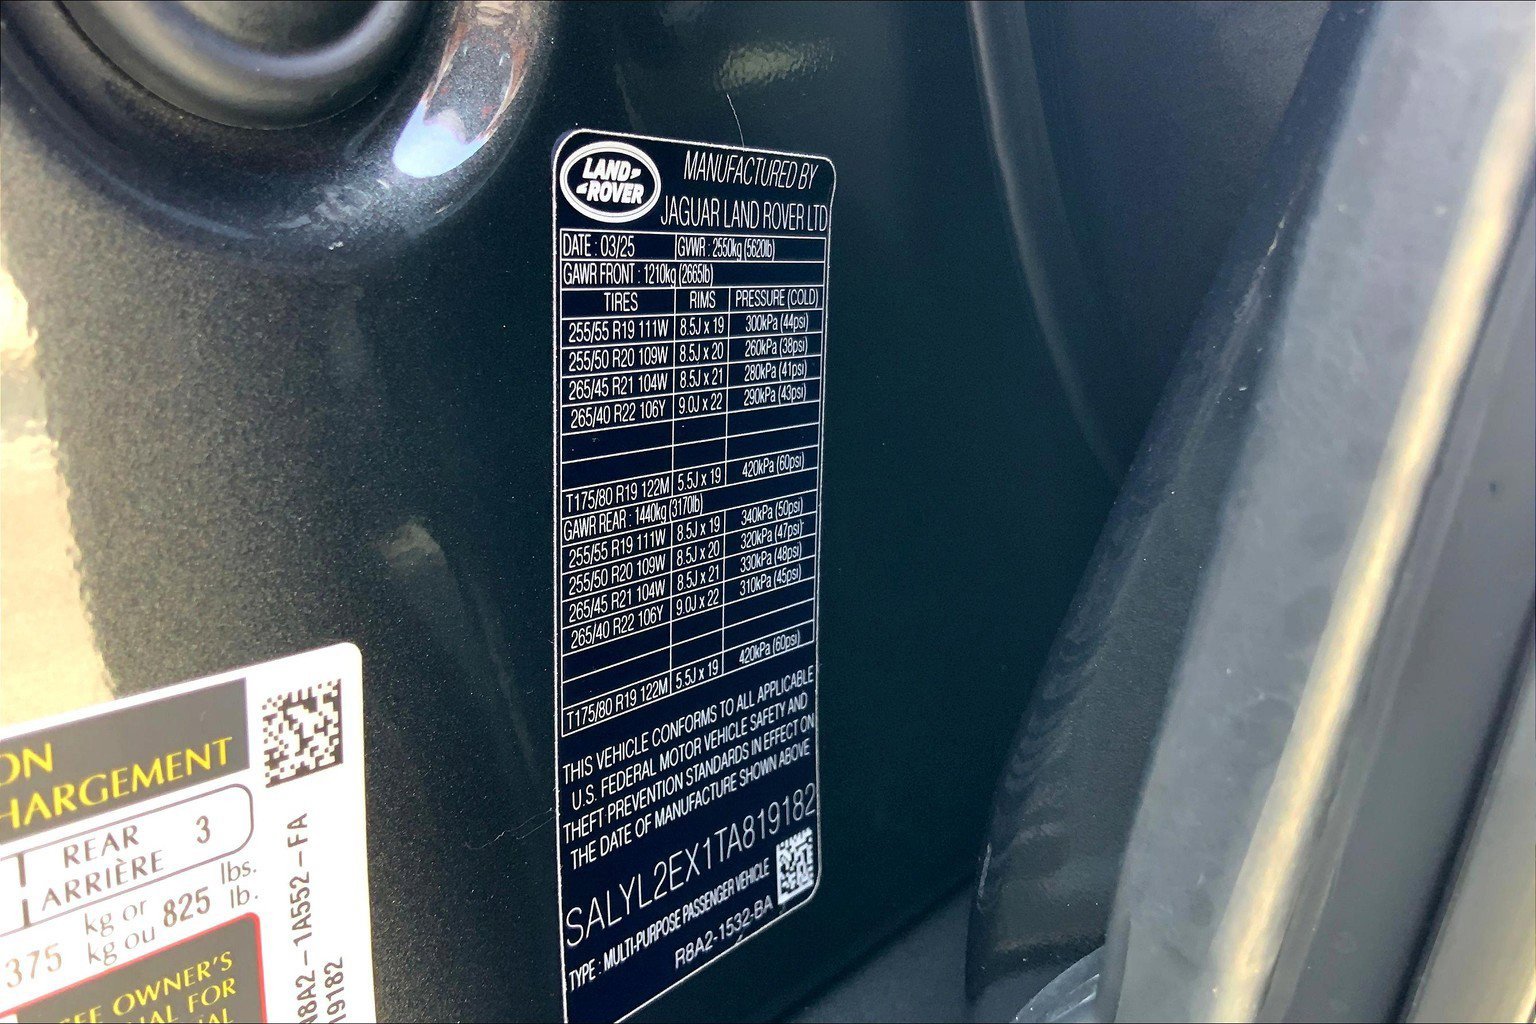 LAND
ROVER
MANUFACTURED BY
JAGUAR LAND ROVER LTD
DATE : 03/25 GVWR : 2550kg (5620lb)
GAWR FRONT : 1210kg (2665lb)
TIRES RIMS PRESSURE (COLD)
255/55 R19 111W 8.5J x 19 300kPa (44psi)
255/50 R20 109W 8.5J x 20 260kPa (38psi)
265/45 R21 104W 8.5J x 21 280kPa (41psi)
265/40 R22 106Y 9.0J x 22 290kPa (43psi)
T175/80 R19 122M 5.5J x 19 420kPa (60psi)
GAWR REAR : 1440kg (3170lb)
255/55 R19 111W 8.5J x 19 340kPa (50psi)
255/50 R20 109W 8.5J x 20 320kPa (47psi)
265/45 R21 104W 8.5J x 21 330kPa (48psi)
265/40 R22 106Y 9.0J x 22 310kPa (45psi)
T175/80 R19 122M 5.5J x 19 420kPa (60psi)
THIS VEHICLE CONFORMS TO ALL APPLICABLE
U.S. FEDERAL MOTOR VEHICLE SAFETY AND
THEFT PREVENTION STANDARDS IN EFFECT ON
THE DATE OF MANUFACTURE SHOWN ABOVE
SALYL2EX1TA819182
TYPE : MULTI-PURPOSE PASSENGER VEHICLE
R8A2-1532-BA
ON
HARGEMENT
REAR 3
ARRIÈRE
375 kg or 825 lbs.
kg ou lb.
EE OWNER'S
AL FOR
AL
8A2-1A552-FA
19182